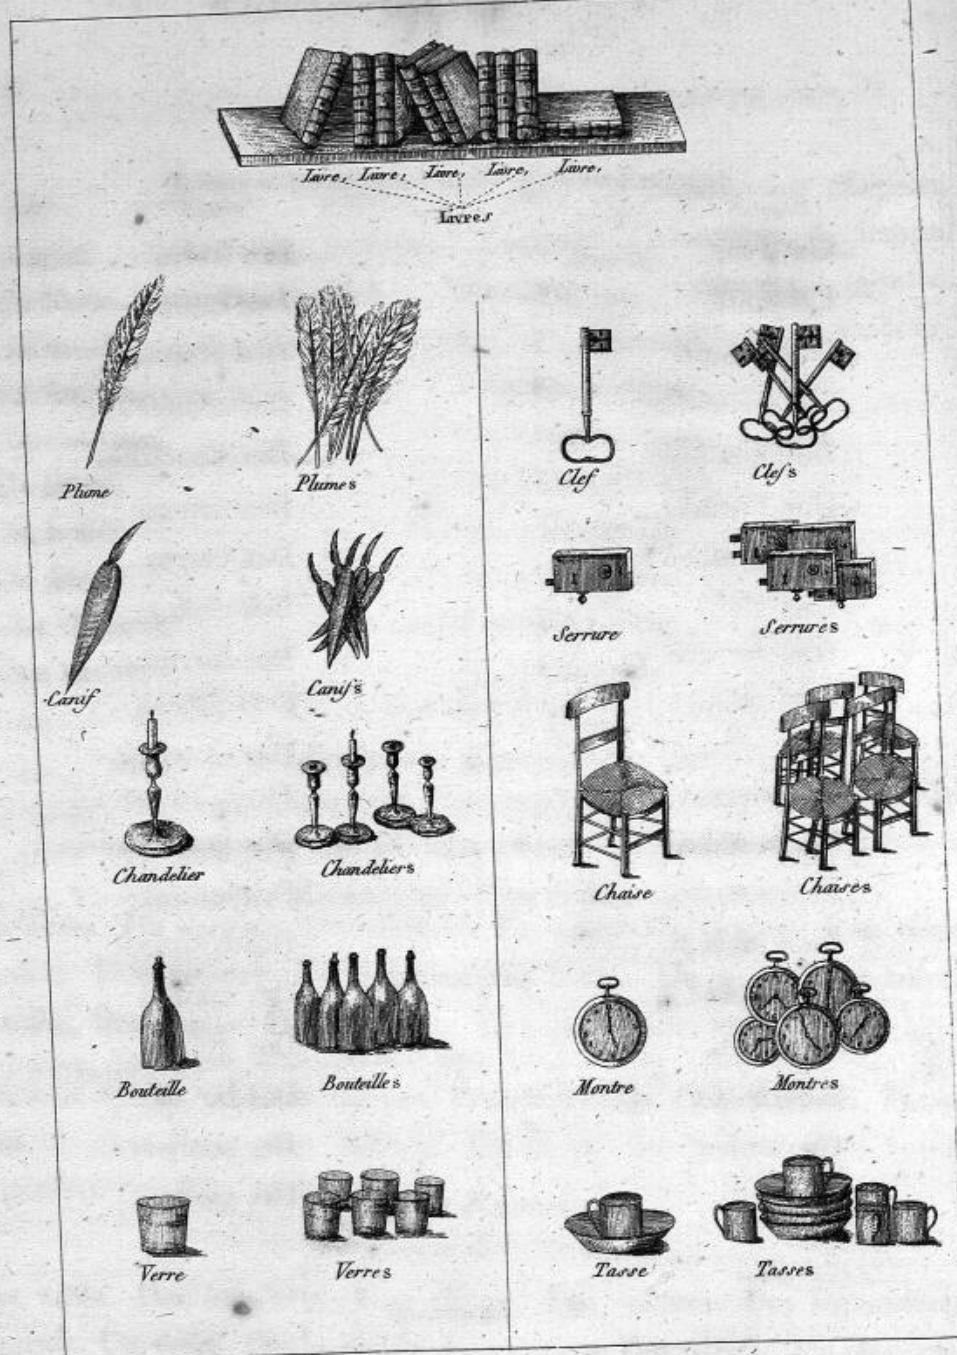 Livre, Livre, Livre, Livre, Livre,
Livres
Plume Plumes
Clef Clefs
Canif Canifs
Serrure Serrures
Chandelier Chandeliers
Chaise Chaises
Bouteille Bouteilles
Montre Montres
Verre Verres
Tasse Tasses